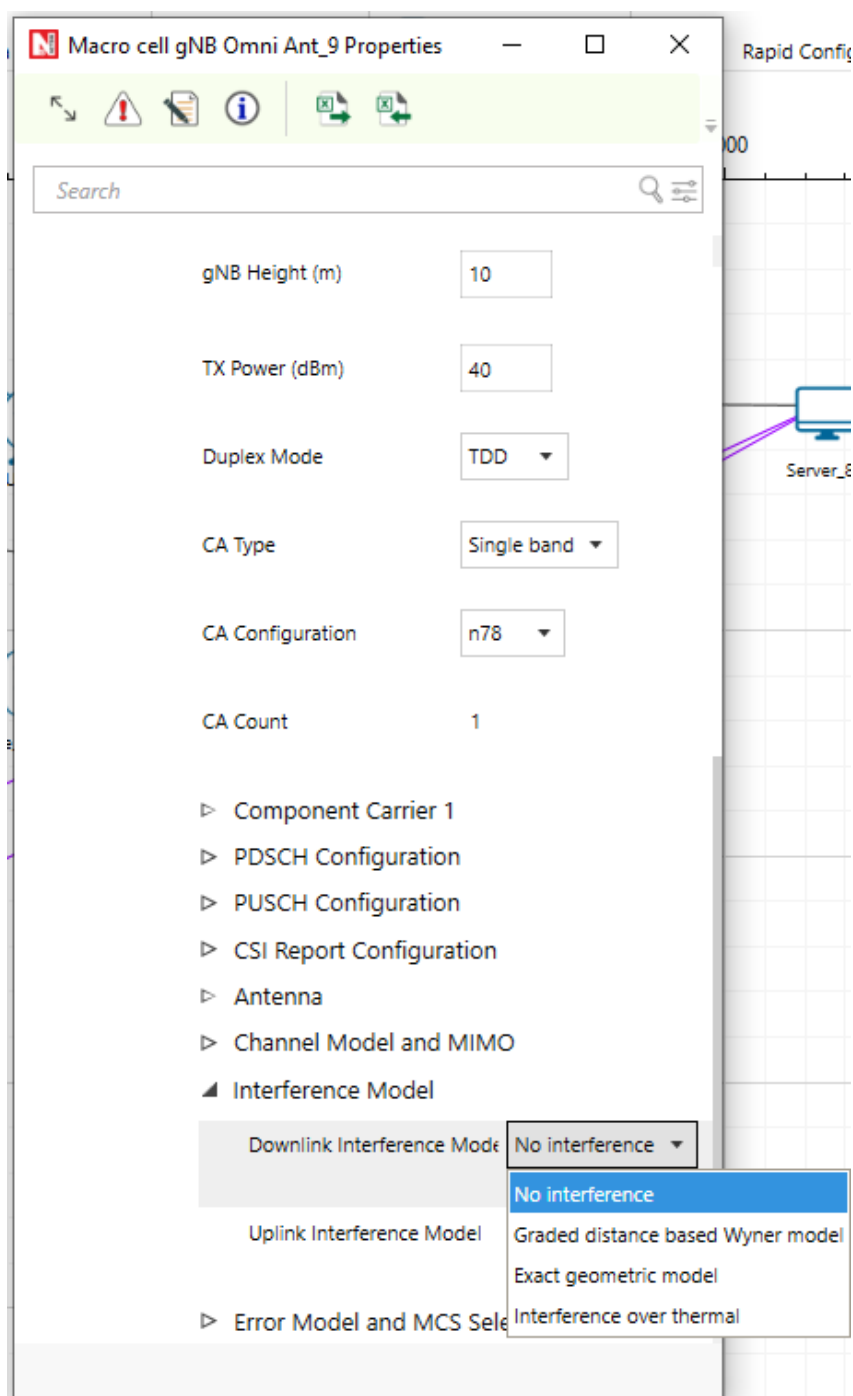 Macro cell gNB Omni Ant_9 Properties
Rapid Config
000
Search
gNB Height (m) 10
TX Power (dBm) 40
Server_8
Duplex Mode TDD
CA Type Single band
CA Configuration n78
CA Count 1
Component Carrier 1
PDSCH Configuration
PUSCH Configuration
CSI Report Configuration
Antenna
Channel Model and MIMO
Interference Model
Downlink Interference Mode No interference
No interference
Uplink Interference Model Graded distance based Wyner model
Exact geometric model
Error Model and MCS Sele Interference over thermal